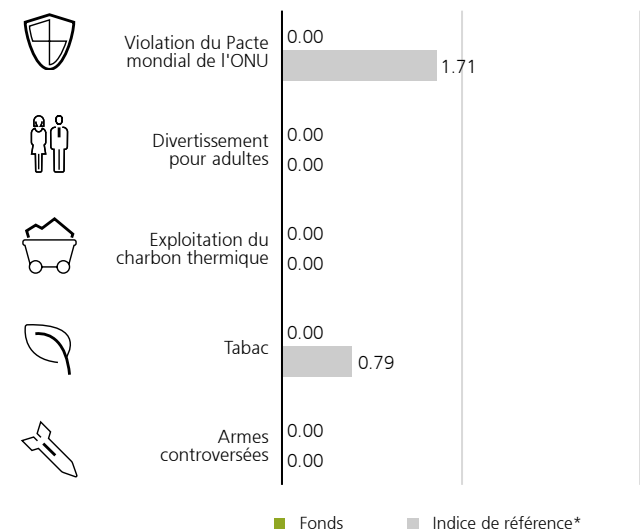 Violation du Pacte
mondial de l'ONU
0.00
1.71
Divertissement
pour adultes
0.00
0.00
Exploitation du
charbon thermique
0.00
0.00
Tabac
0.00
0.79
Armes
controversées
0.00
0.00
Fonds
Indice de référence*